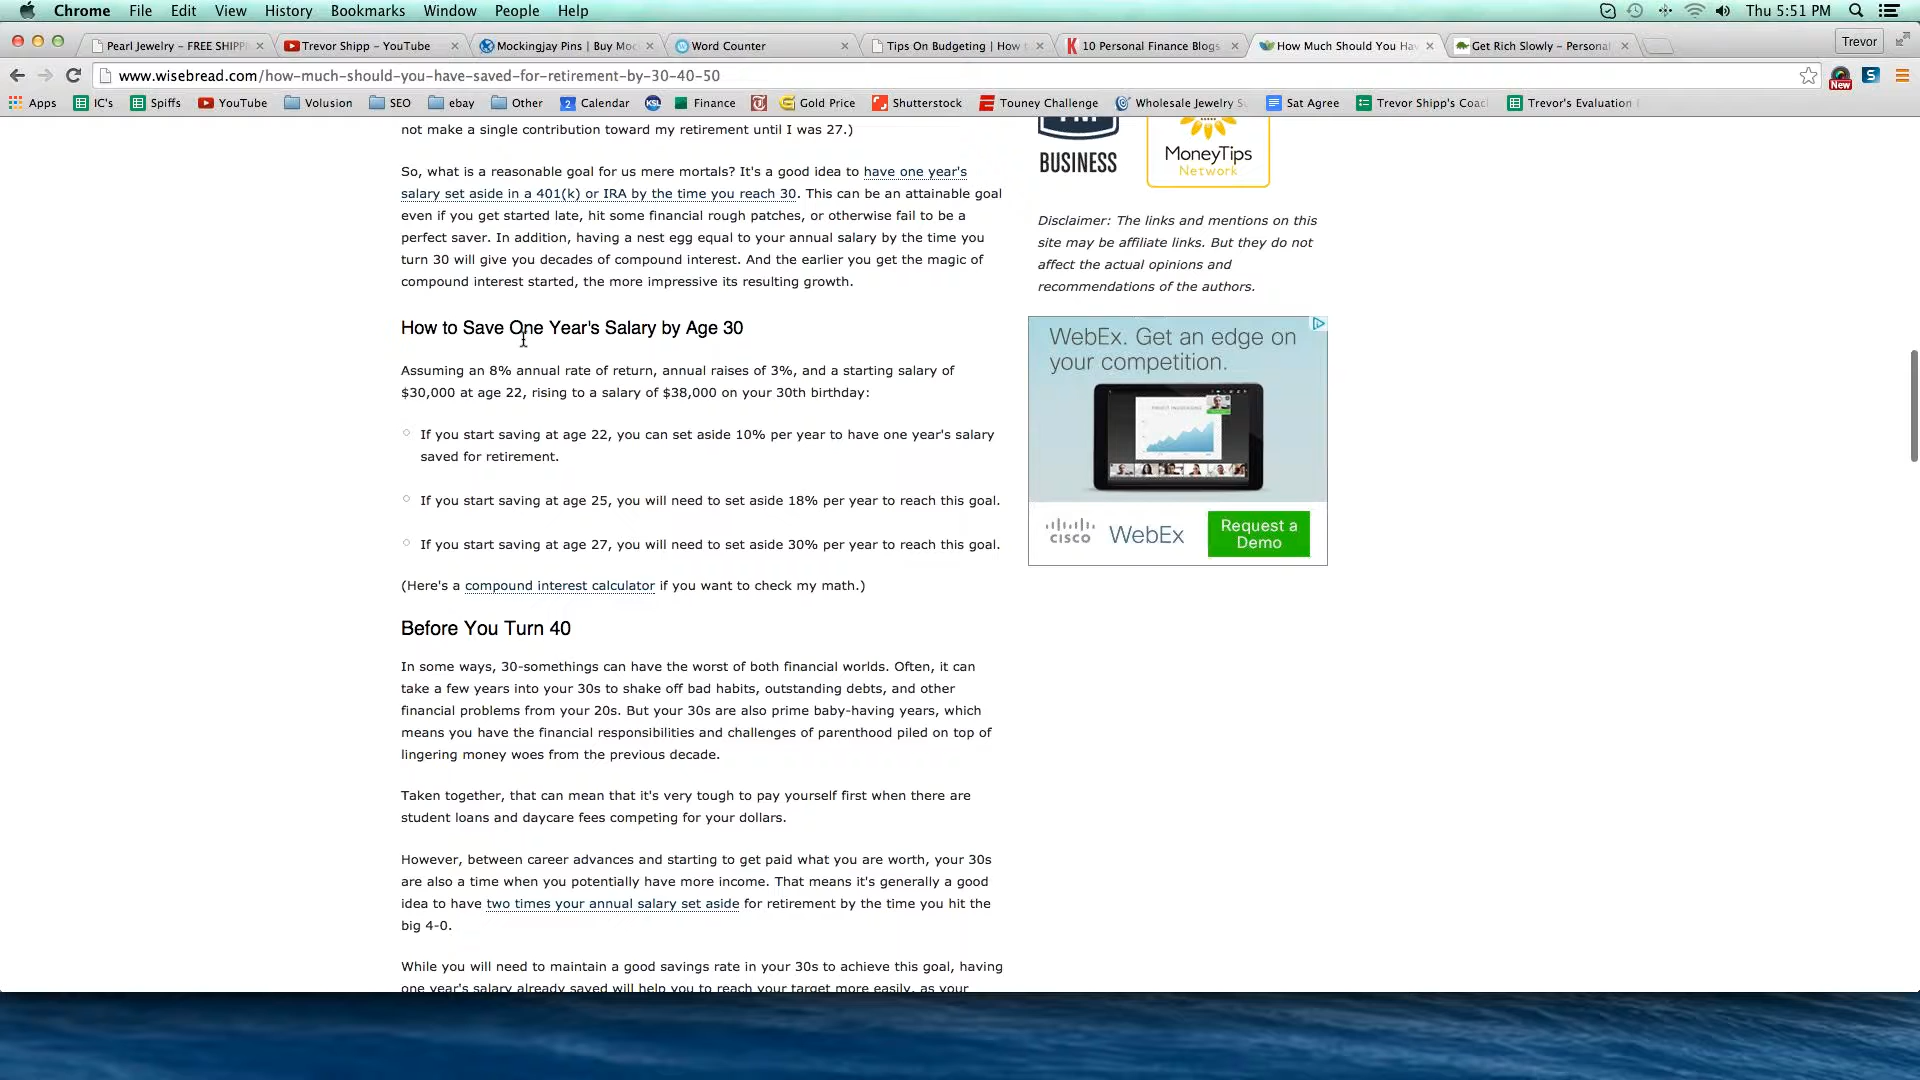 Chrome File Edit View History Bookmarks Window People Help Thu 5:51 PM
Pearl Jewelry – FREE SHIPP Trevor Shipp – YouTube Mockingjay Pins | Buy Mo Word Counter Tips On Budgeting | How 10 Personal Finance Blogs How Much Should You Ha Get Rich Slowly – Personal Trevor
www.wisebread.com/how-much-should-you-have-saved-for-retirement-by-30-40-50 New
Apps IC's Spiffs YouTube Volusion SEO ebay Other 2 Calendar KSL Finance Gold Price Shutterstock Touney Challenge Wholesale Jewelry S Sat Agree Trevor Shipp's Coac Trevor's Evaluation
not make a single contribution toward my retirement until I was 27.)
So, what is a reasonable goal for us mere mortals? It's a good idea to have one year's
salary set aside in a 401(k) or IRA by the time you reach 30. This can be an attainable goal
even if you get started late, hit some financial rough patches, or otherwise fail to be a
perfect saver. In addition, having a nest egg equal to your annual salary by the time you
turn 30 will give you decades of compound interest. And the earlier you get the magic of
compound interest started, the more impressive its resulting growth.
How to Save One Year's Salary by Age 30
Assuming an 8% annual rate of return, annual raises of 3%, and a starting salary of
$30,000 at age 22, rising to a salary of $38,000 on your 30th birthday:
If you start saving at age 22, you can set aside 10% per year to have one year's salary
saved for retirement.
If you start saving at age 25, you will need to set aside 18% per year to reach this goal.
If you start saving at age 27, you will need to set aside 30% per year to reach this goal.
(Here's a compound interest calculator if you want to check my math.)
Before You Turn 40
In some ways, 30-somethings can have the worst of both financial worlds. Often, it can
take a few years into your 30s to shake off bad habits, outstanding debts, and other
financial problems from your 20s. But your 30s are also prime baby-having years, which
means you have the financial responsibilities and challenges of parenthood piled on top of
lingering money woes from the previous decade.
Taken together, that can mean that it's very tough to pay yourself first when there are
student loans and daycare fees competing for your dollars.
However, between career advances and starting to get paid what you are worth, your 30s
are also a time when you potentially have more income. That means it's generally a good
idea to have two times your annual salary set aside for retirement by the time you hit the
big 4-0.
While you will need to maintain a good savings rate in your 30s to achieve this goal, having
one year's salary already saved will help you to reach your target more easily, as your
BUSINESS
MoneyTips
Network
Disclaimer: The links and mentions on this
site may be affiliate links. But they do not
affect the actual opinions and
recommendations of the authors.
WebEx. Get an edge on
your competition.
cisco WebEx
Request a
Demo